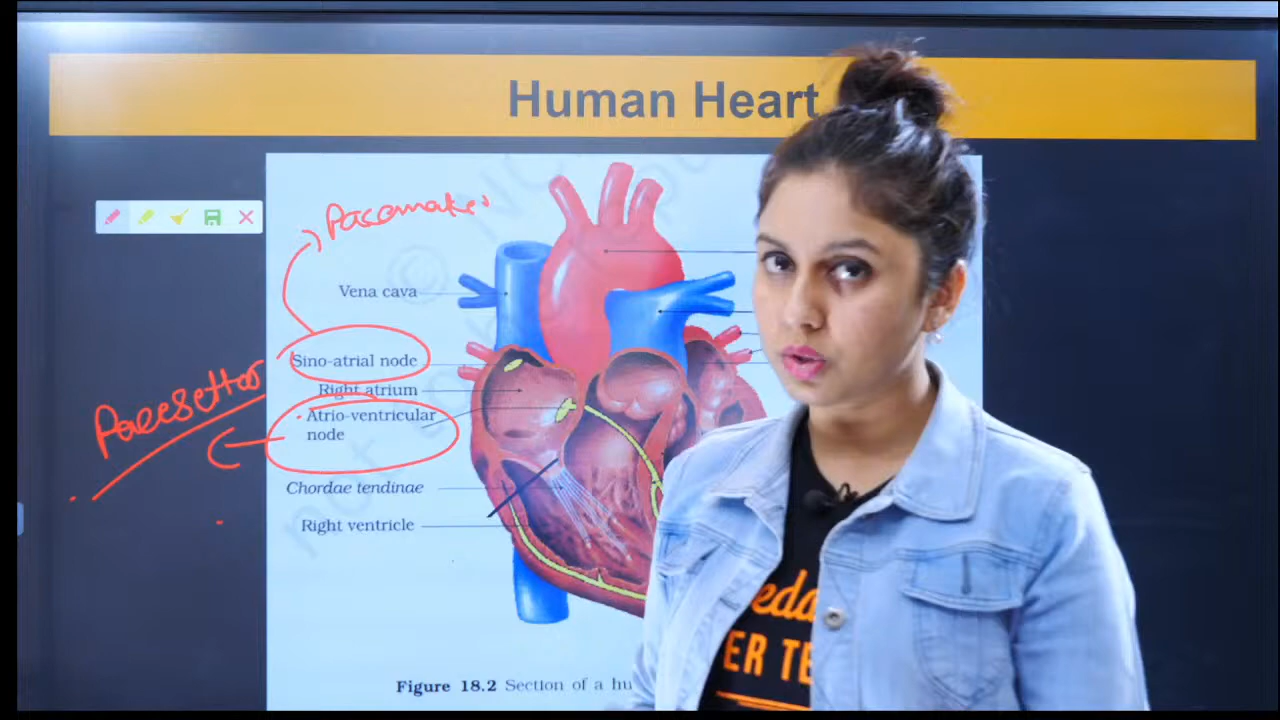 Human Heart
Pacemaker
Vena cava
Sino-atrial node
Right atrium
Pacesettor
Atrio-ventricular
node
Chordae tendinae
Right ventricle
Figure 18.2 Section of a hu
ER TE